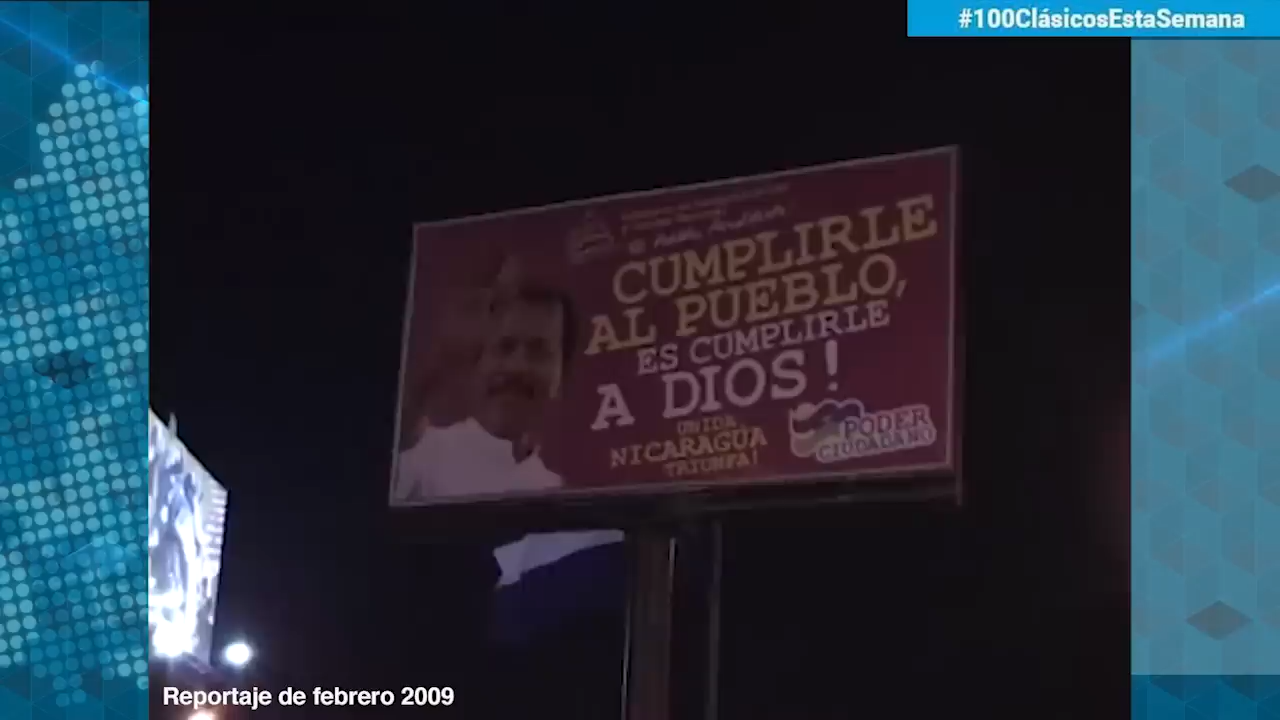 #100ClásicosEstaSemana
CUMPLIRLE
AL PUEBLO,
ES CUMPLIRLE
A DIOS!
UNIDA,
NICARAGUA
TRIUNFA!
PODER
CIUDADANO
Reportaje de febrero 2009